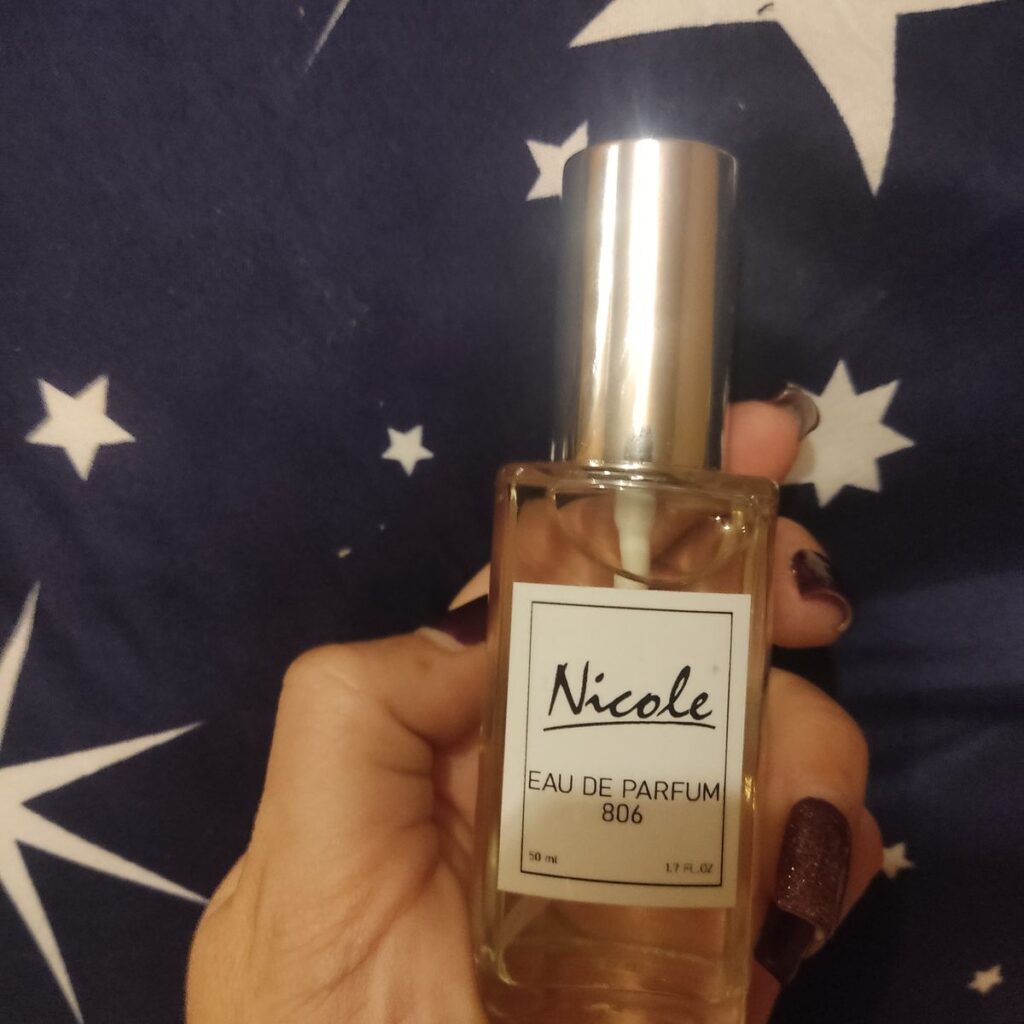 Nicole
EAU DE PARFUM
806
50 ml
1.7 FL.OZ